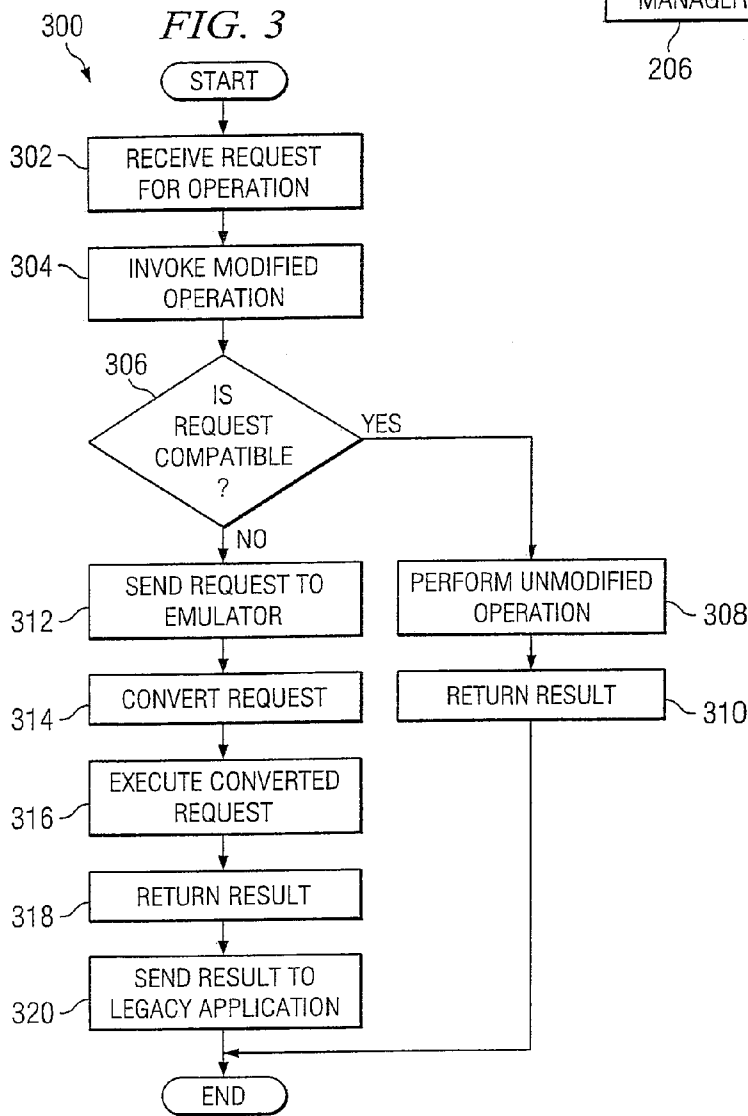 FIG. 3
300
MANAGER
206
START
302
RECEIVE REQUEST
FOR OPERATION
304
INVOKE MODIFIED
OPERATION
306
IS
REQUEST
COMPATIBLE
?
YES
NO
312
SEND REQUEST TO
EMULATOR
PERFORM UNMODIFIED
OPERATION
308
314
CONVERT REQUEST
RETURN RESULT
310
316
EXECUTE CONVERTED
REQUEST
318
RETURN RESULT
320
SEND RESULT TO
LEGACY APPLICATION
END